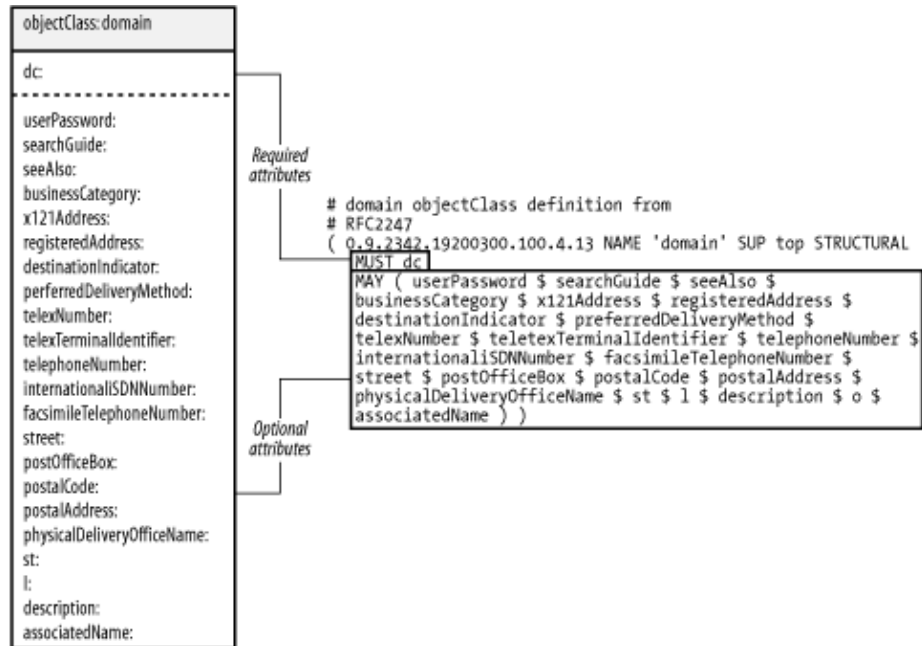 objectClass: domain
dc:
userPassword:
searchGuide:
seeAlso:
businessCategory:
x121Address:
registeredAddress:
destinationIndicator:
perferredDeliveryMethod:
telexNumber:
telexTerminalIdentifier:
telephoneNumber:
internationaliSDNNumber:
facsimileTelephoneNumber:
street:
postOfficeBox:
postalCode:
postalAddress:
physicalDeliveryOfficeName:
st:
l:
description:
associatedName:
Required
attributes
Optional
attributes
# domain objectClass definition from
# RFC2247
( 0.9.2342.19200300.100.4.13 NAME 'domain' SUP top STRUCTURAL
MUST dc
MAY ( userPassword $ searchGuide $ seeAlso $
businessCategory $ x121Address $ registeredAddress $
destinationIndicator $ preferredDeliveryMethod $
telexNumber $ teletexTerminalIdentifier $ telephoneNumber $
internationaliSDNNumber $ facsimileTelephoneNumber $
street $ postOfficeBox $ postalCode $ postalAddress $
physicalDeliveryOfficeName $ st $ l $ description $ o $
associatedName ) )